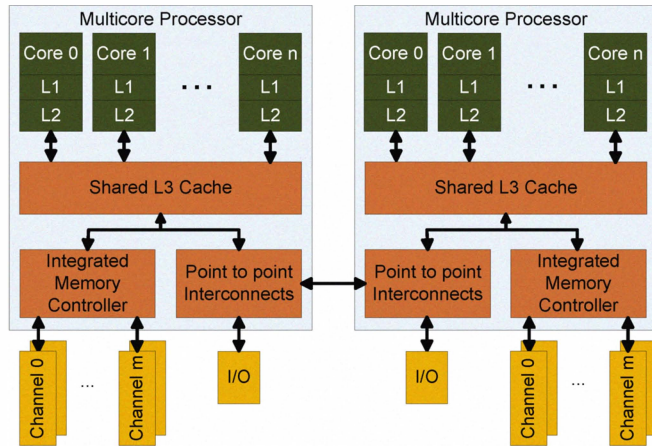 Multicore Processor
Core 0
Core 1
Core n
L1
L1
...
L1
L2
L2
L2
Shared L3 Cache
Integrated
Memory
Controller
Point to point
Interconnects
Channel 0
...
Channel m
I/O
Multicore Processor
Core 0
Core 1
Core n
L1
L1
...
L1
L2
L2
L2
Shared L3 Cache
Point to point
Interconnects
Integrated
Memory
Controller
I/O
Channel 0
...
Channel m